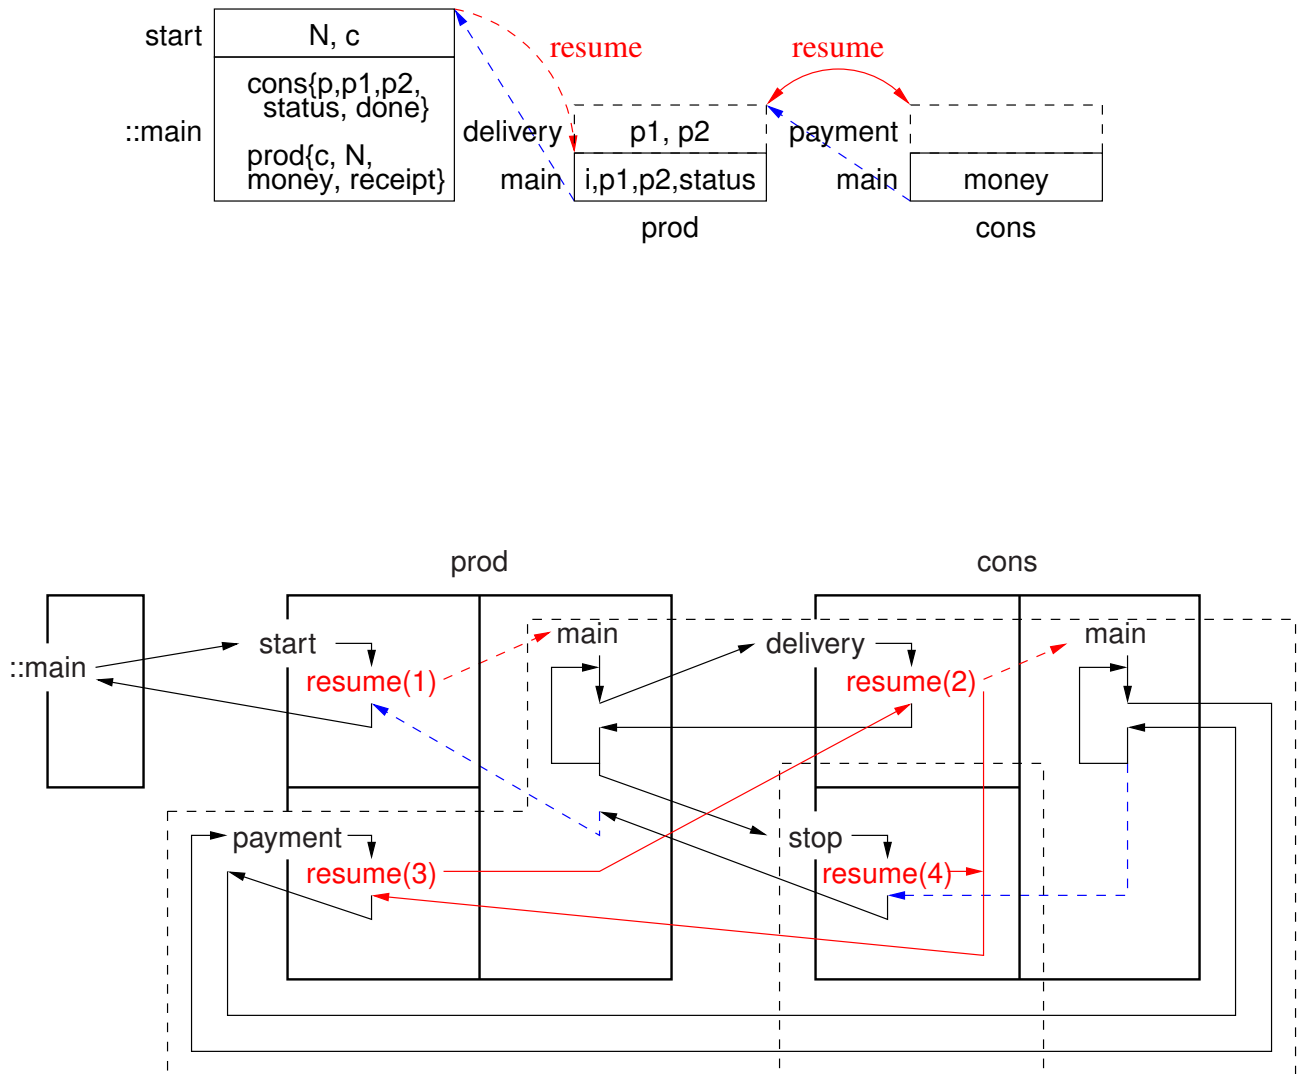 start
N, c
resume
resume
cons{p,p1,p2,
status, done}
::main
delivery
p1, p2
payment
prod{c, N,
money, receipt}
main
i,p1,p2,status
main
money
prod
cons
prod
cons
start
main
delivery
main
::main
resume(1)
resume(2)
payment
stop
resume(3)
resume(4)